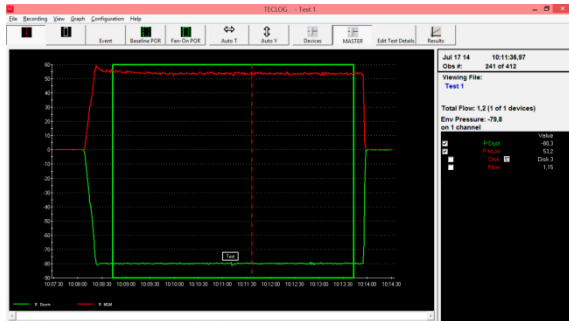 TECLOG - Test 1
File Recording View Graph Configuration Help
Event Baseline POR Fan-On POR Auto T Auto Y Devices MASTER Edit Test Details Results
Jul 17 14 10:11:38,97
Obs #: 241 of 412
Viewing File:
Test 1
Total Flow: 1,2 (1 of 1 devices)
Env Pressure: -79,8
on 1 channel
Value
P Duct -80,3
P NLM 53,2
Disk C Disk 3
Flow 1,15
60
50
40
30
20
10
0
-10
-20
-30
-40
-50
-60
-70
-80
-90
Test
10:07:30 10:08:00 10:08:30 10:09:00 10:09:30 10:10:00 10:10:30 10:11:00 10:11:30 10:12:00 10:12:30 10:13:00 10:13:30 10:14:00 10:14:30
P Duct P NLM